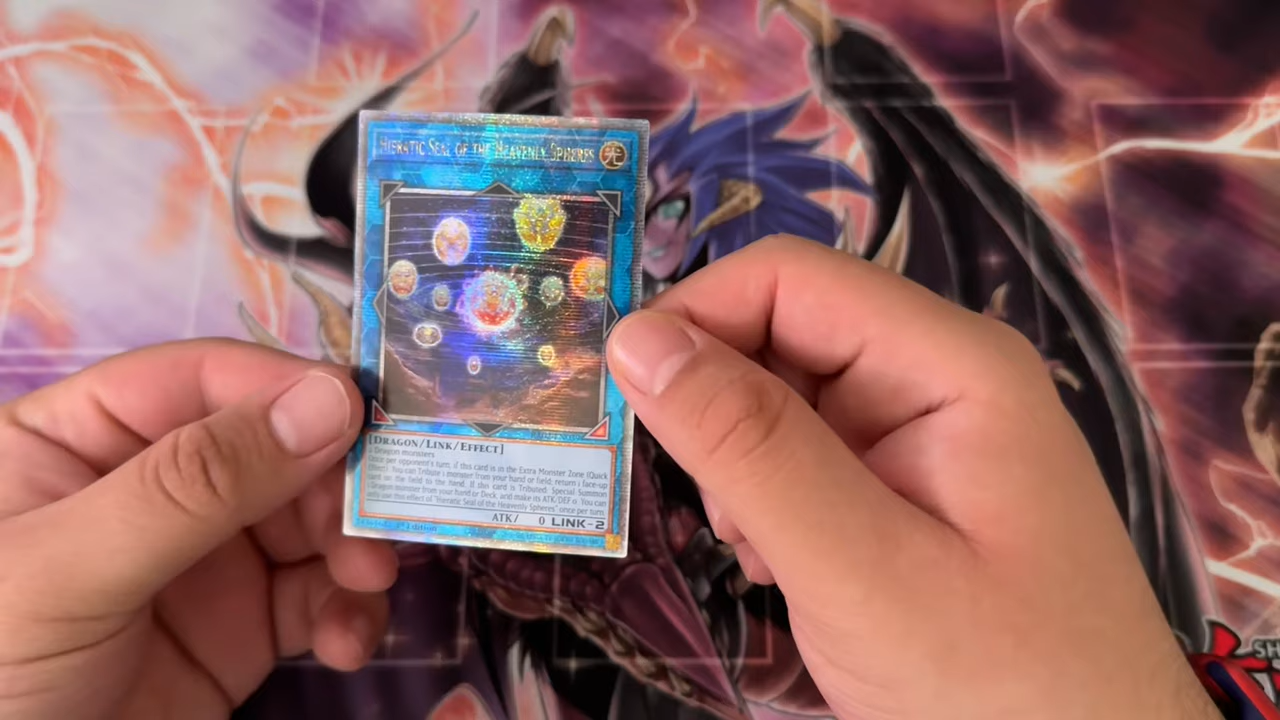 HIERATIC SEAL OF THE HEAVENLY SPHERES
光
[DRAGON/LINK/EFFECT]
2 Dragon monsters
Once per opponent's turn, if this card is in the Extra Monster Zone (Quick
Effect): You can Tribute 1 monster from your hand or field; return 1 face-up
card on the field to the hand. If this card is Tributed: Special Summon
1 Dragon monster from your hand or Deck, and make its ATK/DEF 0. You can
only use this effect of "Hieratic Seal of the Heavenly Spheres" once per turn.
ATK/ 0 LINK-2
1st Edition
SH